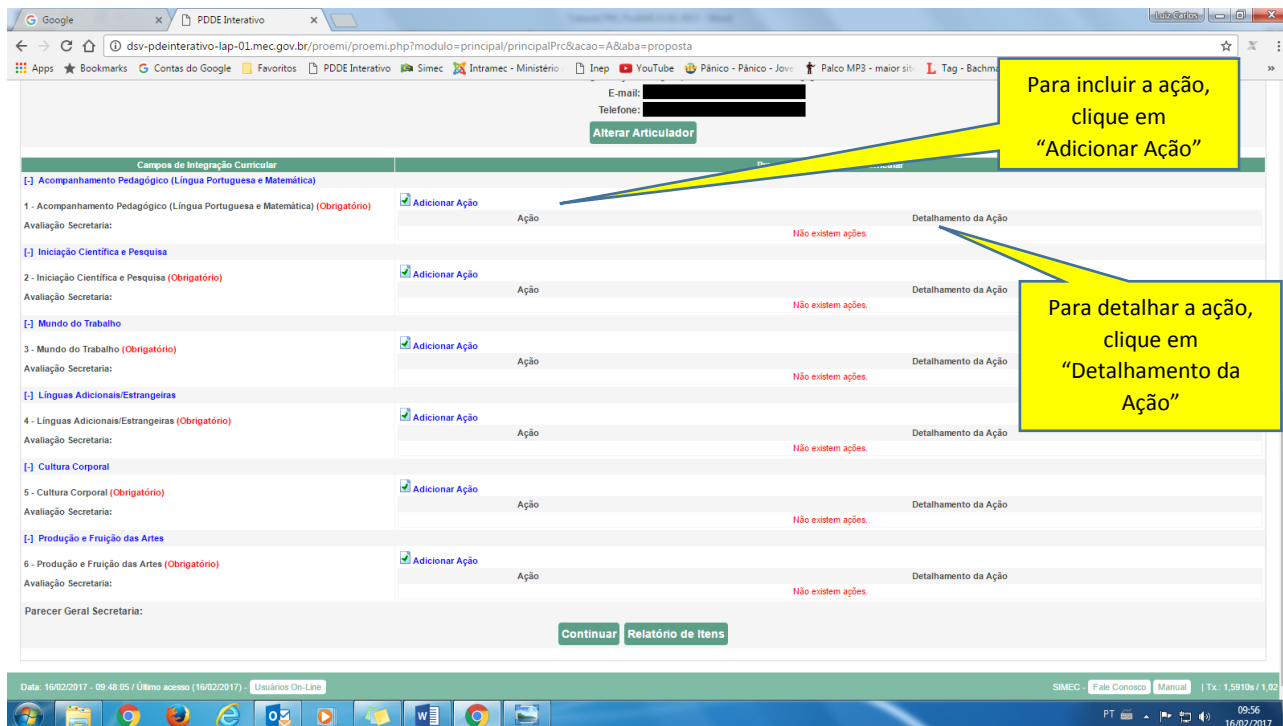 Google
PDDE Interativo
Luiz Carlos
dsv-pdeinterativo-lap-01.mec.gov.br/proemi/proemi.php?modulo=principal/principalPrc&acao=A&aba=proposta
Apps Bookmarks Contas do Google Favoritos PDDE Interativo Simec Intramec - Ministério Inep YouTube Pânico - Pânico - Jove Palco MP3 - maior sit Tag - Bachma
Para incluir a ação,
clique em
“Adicionar Ação”
E-mail:
Telefone:
Alterar Articulador
Campos de Integração Curricular
[-] Acompanhamento Pedagógico (Língua Portuguesa e Matemática)
1 - Acompanhamento Pedagógico (Língua Portuguesa e Matemática) (Obrigatório)
Adicionar Ação
Ação Detalhamento da Ação
Avaliação Secretaria:
Não existem ações.
[-] Iniciação Científica e Pesquisa
2 - Iniciação Científica e Pesquisa (Obrigatório)
Adicionar Ação
Ação Detalhamento da Ação
Avaliação Secretaria:
Não existem ações.
Para detalhar a ação,
clique em
“Detalhamento da
Ação”
[-] Mundo do Trabalho
3 - Mundo do Trabalho (Obrigatório)
Adicionar Ação
Ação Detalhamento da Ação
Avaliação Secretaria:
Não existem ações.
[-] Línguas Adicionais/Estrangeiras
4 - Línguas Adicionais/Estrangeiras (Obrigatório)
Adicionar Ação
Ação Detalhamento da Ação
Avaliação Secretaria:
Não existem ações.
[-] Cultura Corporal
5 - Cultura Corporal (Obrigatório)
Adicionar Ação
Ação Detalhamento da Ação
Avaliação Secretaria:
Não existem ações.
[-] Produção e Fruição das Artes
6 - Produção e Fruição das Artes (Obrigatório)
Adicionar Ação
Ação Detalhamento da Ação
Avaliação Secretaria:
Não existem ações.
Parecer Geral Secretaria:
Continuar Relatório de Itens
Data: 16/02/2017 - 09:48:05 / Último acesso (16/02/2017) - Usuários On-Line
SIMEC - Fale Conosco Manual | Tx.: 1,5910s / 1,02
PT
09:56
16/02/2017